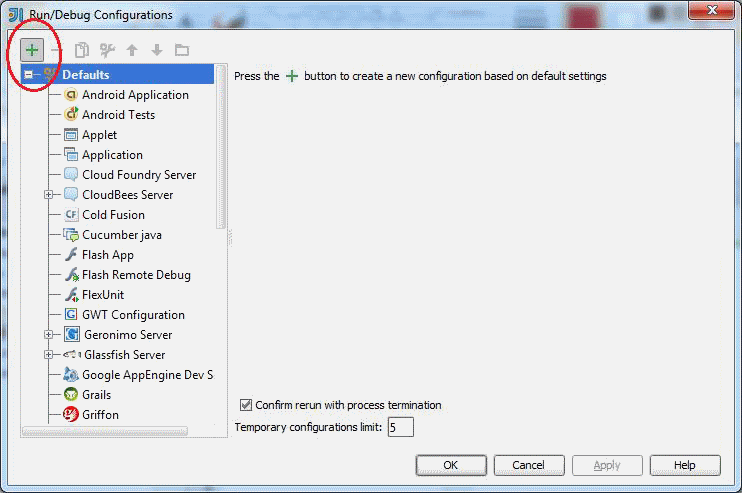 Run/Debug Configurations
Defaults
Press the + button to create a new configuration based on default settings
Android Application
Android Tests
Applet
Application
Cloud Foundry Server
CloudBees Server
CF Cold Fusion
Cucumber java
Flash App
Flash Remote Debug
FlexUnit
GWT Configuration
Geronimo Server
Glassfish Server
Google AppEngine Dev S
Grails
Griffon
Confirm rerun with process termination
Temporary configurations limit: 5
OK Cancel Apply Help